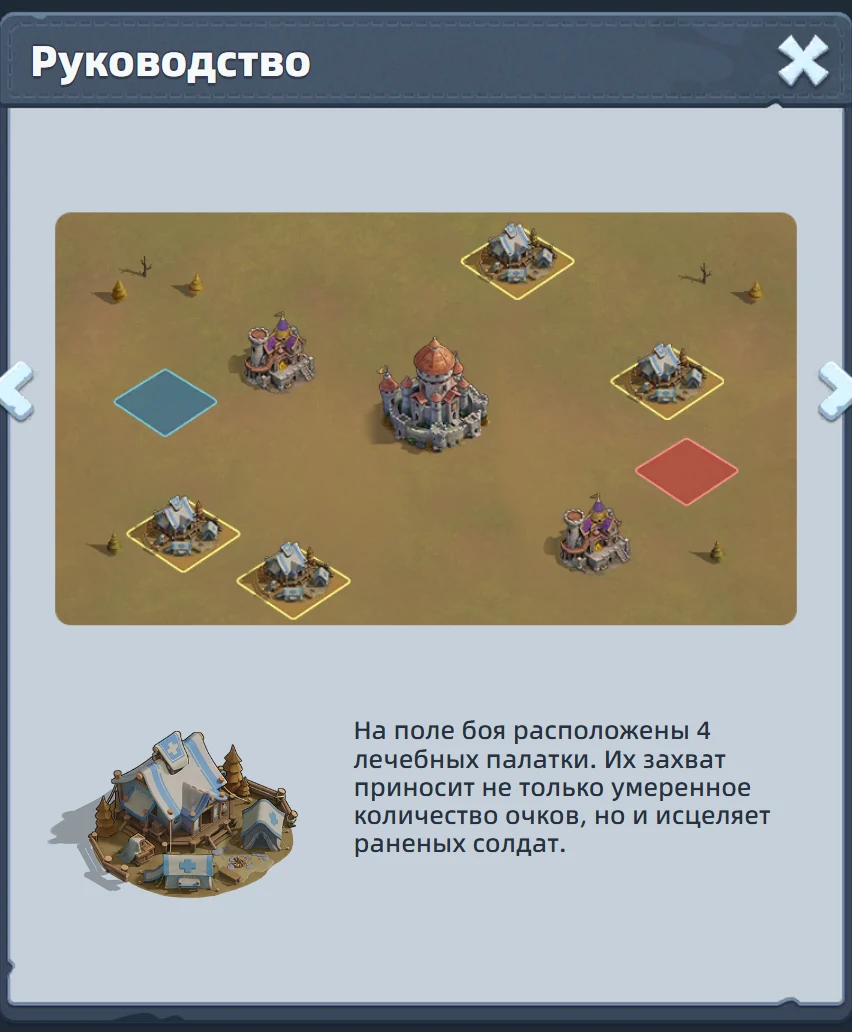 Руководство
На поле боя расположены 4
лечебных палатки. Их захват
приносит не только умеренное
количество очков, но и исцеляет
раненых солдат.